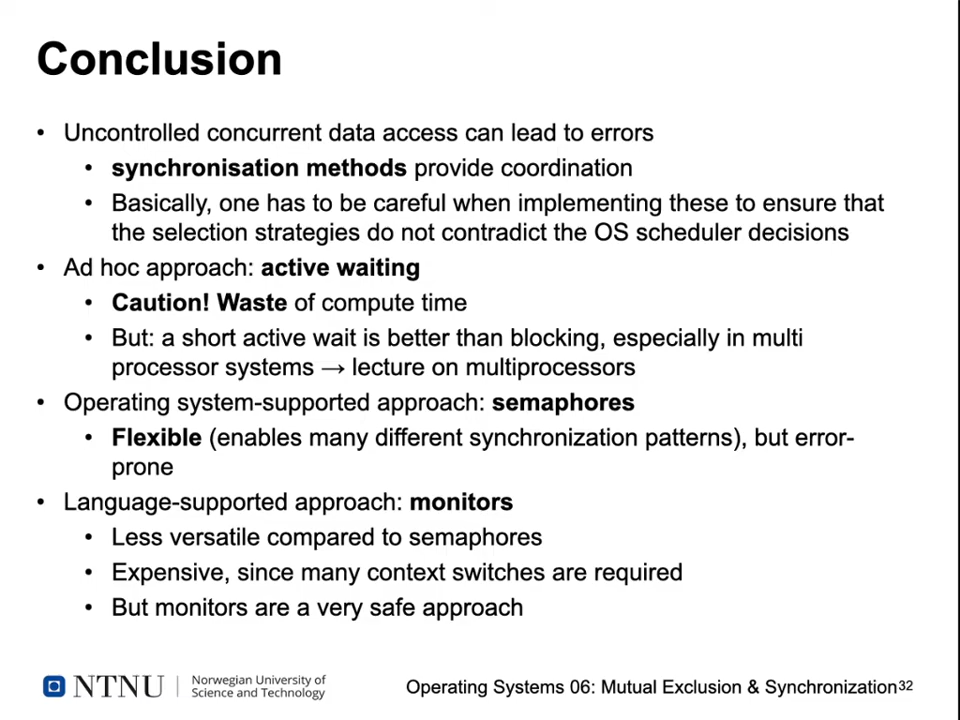 Conclusion
• Uncontrolled concurrent data access can lead to errors
• synchronisation methods provide coordination
• Basically, one has to be careful when implementing these to ensure that
the selection strategies do not contradict the OS scheduler decisions
• Ad hoc approach: active waiting
• Caution! Waste of compute time
• But: a short active wait is better than blocking, especially in multi
processor systems → lecture on multiprocessors
• Operating system-supported approach: semaphores
• Flexible (enables many different synchronization patterns), but error-
prone
• Language-supported approach: monitors
• Less versatile compared to semaphores
• Expensive, since many context switches are required
• But monitors are a very safe approach
NTNU
Norwegian University of
Science and Technology
Operating Systems 06: Mutual Exclusion & Synchronization 32